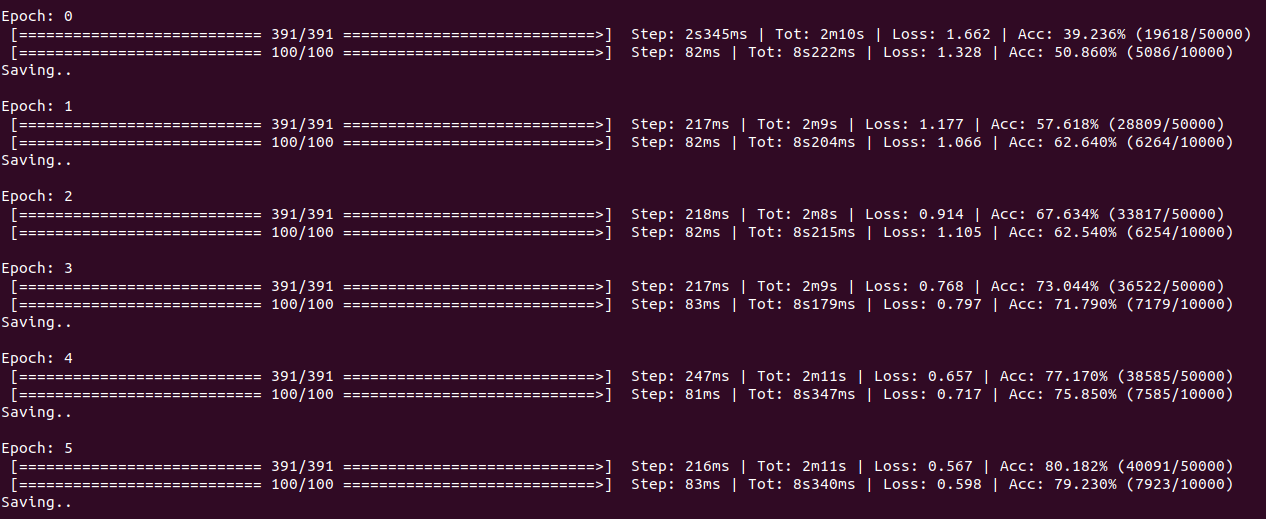 Epoch: 0
[=========================== 391/391 ============================>] Step: 2s345ms | Tot: 2m10s | Loss: 1.662 | Acc: 39.236% (19618/50000)
[=========================== 100/100 ============================>] Step: 82ms | Tot: 8s222ms | Loss: 1.328 | Acc: 50.860% (5086/10000)
Saving..
Epoch: 1
[=========================== 391/391 ============================>] Step: 217ms | Tot: 2m9s | Loss: 1.177 | Acc: 57.618% (28809/50000)
[=========================== 100/100 ============================>] Step: 82ms | Tot: 8s204ms | Loss: 1.066 | Acc: 62.640% (6264/10000)
Saving..
Epoch: 2
[=========================== 391/391 ============================>] Step: 218ms | Tot: 2m8s | Loss: 0.914 | Acc: 67.634% (33817/50000)
[=========================== 100/100 ============================>] Step: 82ms | Tot: 8s215ms | Loss: 1.105 | Acc: 62.540% (6254/10000)
Epoch: 3
[=========================== 391/391 ============================>] Step: 217ms | Tot: 2m9s | Loss: 0.768 | Acc: 73.044% (36522/50000)
[=========================== 100/100 ============================>] Step: 83ms | Tot: 8s179ms | Loss: 0.797 | Acc: 71.790% (7179/10000)
Saving..
Epoch: 4
[=========================== 391/391 ============================>] Step: 247ms | Tot: 2m11s | Loss: 0.657 | Acc: 77.170% (38585/50000)
[=========================== 100/100 ============================>] Step: 81ms | Tot: 8s347ms | Loss: 0.717 | Acc: 75.850% (7585/10000)
Saving..
Epoch: 5
[=========================== 391/391 ============================>] Step: 216ms | Tot: 2m11s | Loss: 0.567 | Acc: 80.182% (40091/50000)
[=========================== 100/100 ============================>] Step: 83ms | Tot: 8s340ms | Loss: 0.598 | Acc: 79.230% (7923/10000)
Saving..